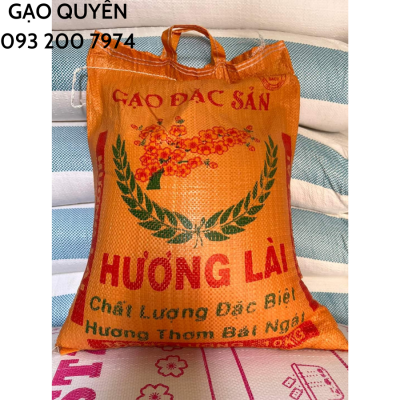 GẠO QUYÊN
093 200 7974
GẠO ĐẶC SẢN
HƯƠNG LÀI
Chất Lượng Đặc Biệt
Hương Thơm Bát Ngát